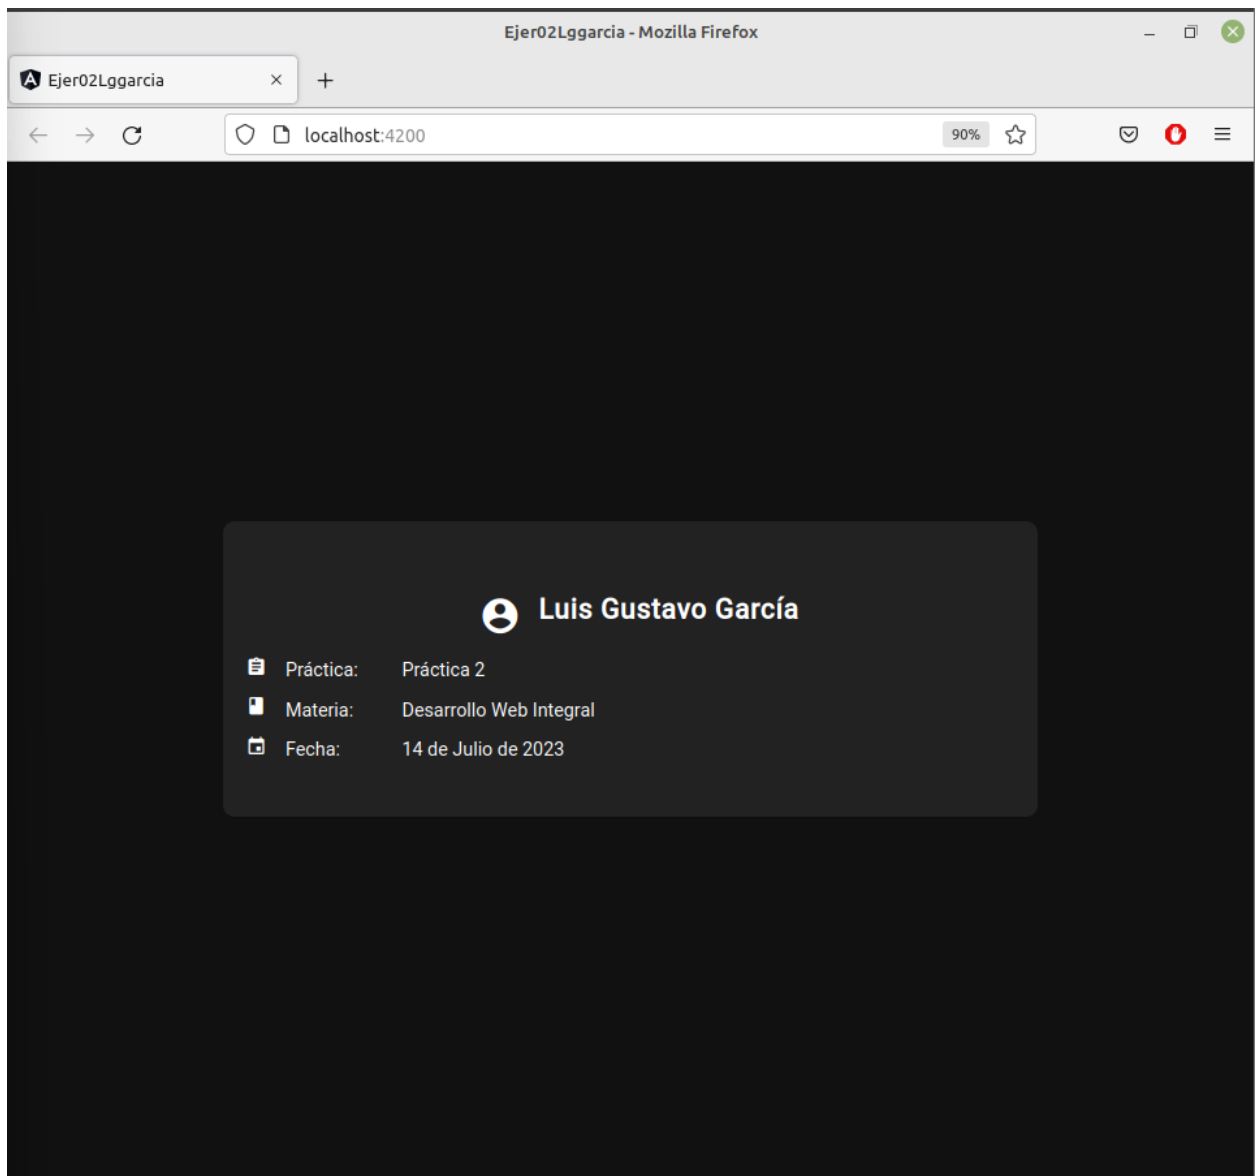 Ejer02Lggarcia - Mozilla Firefox
Ejer02Lggarcia
localhost:4200 90%
Luis Gustavo García
Práctica: Práctica 2
Materia: Desarrollo Web Integral
Fecha: 14 de Julio de 2023